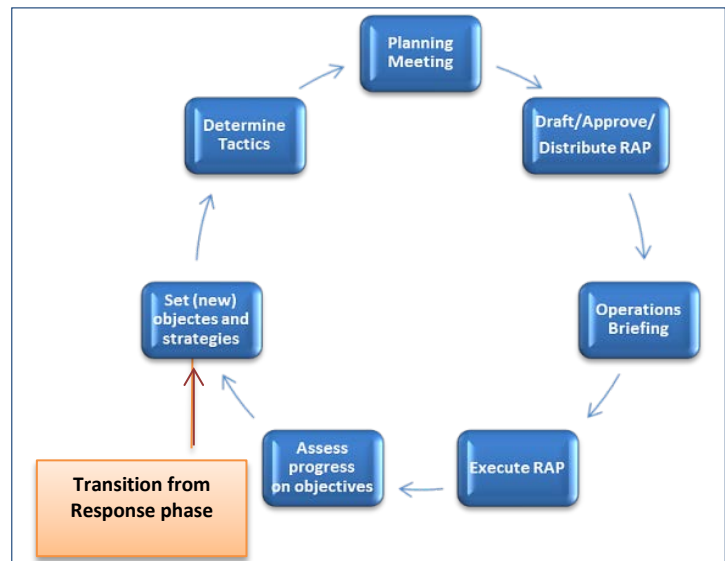 Planning
Meeting
Determine
Tactics
Draft/Approve/
Distribute RAP
Set (new)
objectes and
strategies
Operations
Briefing
Assess
progress
on objectives
Execute RAP
Transition from
Response phase